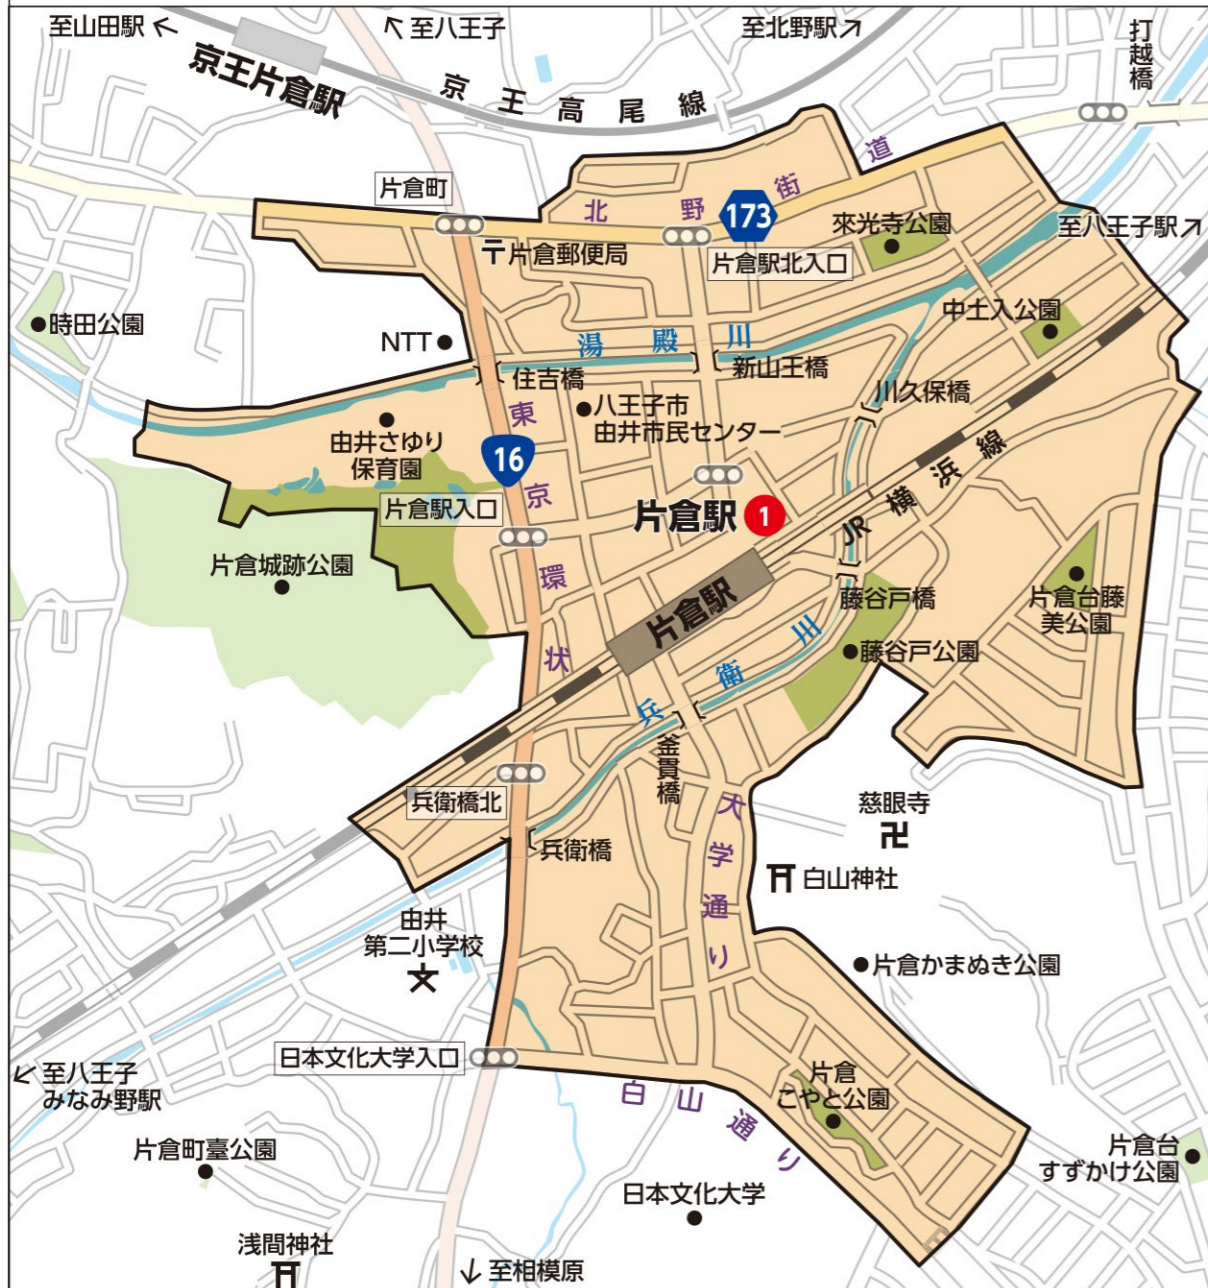 至山田駅
至八王子
至北野駅
打越橋
京王片倉駅
京王高尾線
片倉町
北野街道
173
來光寺公園
至八王子駅
片倉郵便局
片倉駅北入口
時田公園
NTT
湯殿川
中土入公園
住吉橋
新山王橋
川久保橋
八王子市
由井市民センター
由井さゆり
保育園
16
東京環状
片倉駅入口
片倉駅
1
JR横浜線
片倉城跡公園
片倉駅
藤谷戸橋
片倉台藤
美公園
藤谷戸公園
兵衛川
釜貫橋
兵衛橋北
兵衛橋
大学通り
慈眼寺
白山神社
由井
第二小学校
片倉かまぬき公園
日本文化大学入口
至八王子
みなみ野駅
白山通り
片倉
こやと公園
片倉町臺公園
片倉台
すずかけ公園
日本文化大学
浅間神社
至相模原